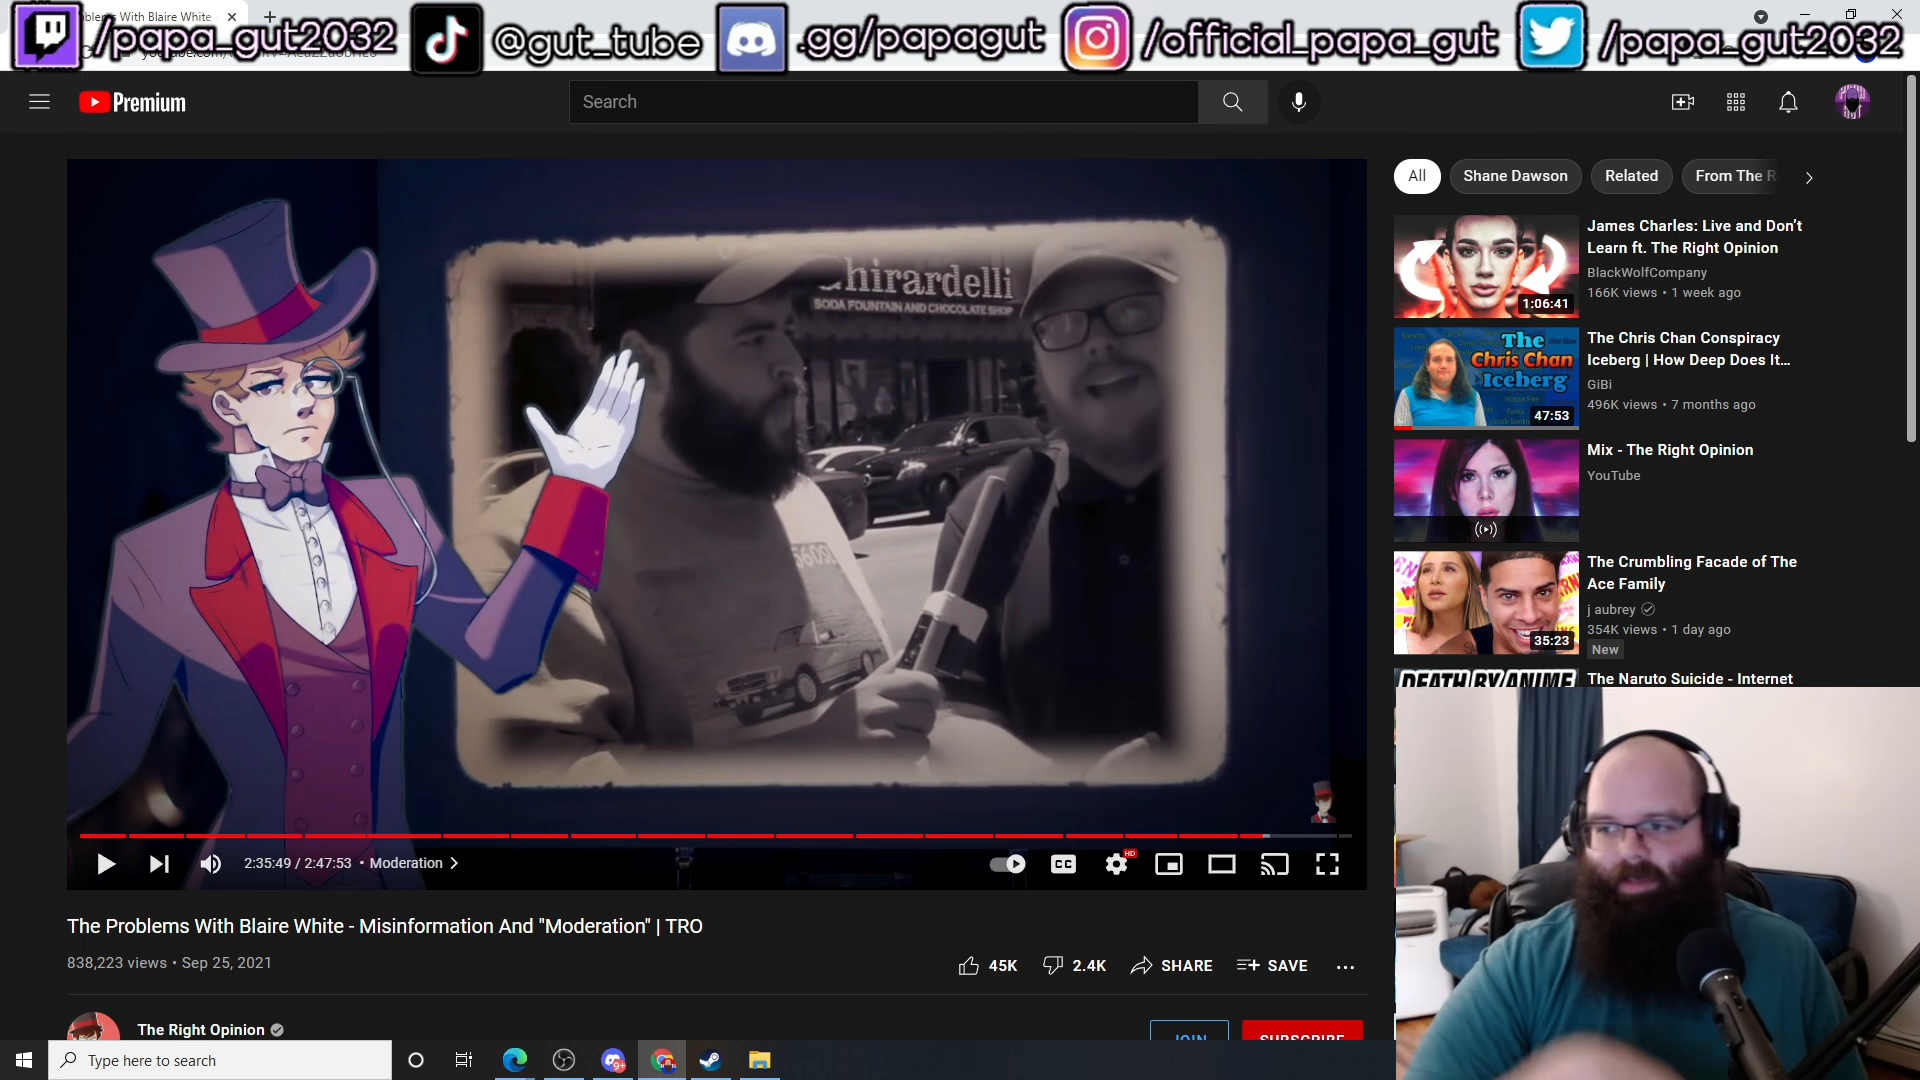 oblems With Blaire White
/papa_gut2032
@gut_tube
.gg/papagut
/official_papa_gut
/papa_gut2032
Premium
Search
All
Shane Dawson
Related
From The R
hirardelli
SODA FOUNTAIN AND CHOCOLATE SHOP
James Charles: Live and Don't
Learn ft. The Right Opinion
BlackWolfCompany
166K views • 1 week ago
1:06:41
The
Chris Chan
Iceberg
47:53
The Chris Chan Conspiracy
Iceberg | How Deep Does It...
GiBi
496K views • 7 months ago
Mix - The Right Opinion
YouTube
The Crumbling Facade of The
Ace Family
j aubrey
354K views • 1 day ago
New
35:23
DEATH BY ANIME
The Naruto Suicide - Internet
2:35:49 / 2:47:53 • Moderation
CC
HD
The Problems With Blaire White - Misinformation And "Moderation" | TRO
838,223 views • Sep 25, 2021
45K
2.4K
SHARE
SAVE
The Right Opinion
JOIN
SUBSCRIBE
Type here to search
9+